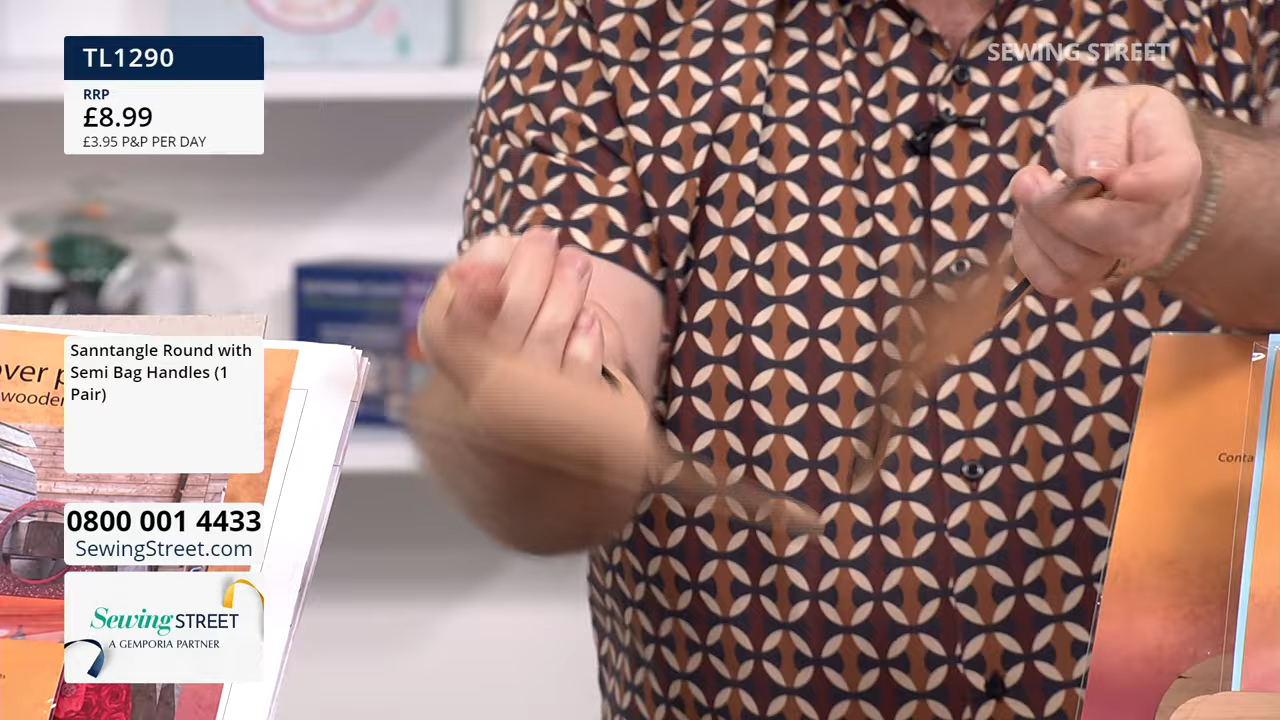 TL1290
RRP
£8.99
£3.95 P&P PER DAY
SEWING STREET
Sanntangle Round with
Semi Bag Handles (1
Pair)
0800 001 4433
SewingStreet.com
Sewing STREET
A GEMPORIA PARTNER
over
wooden
Conta